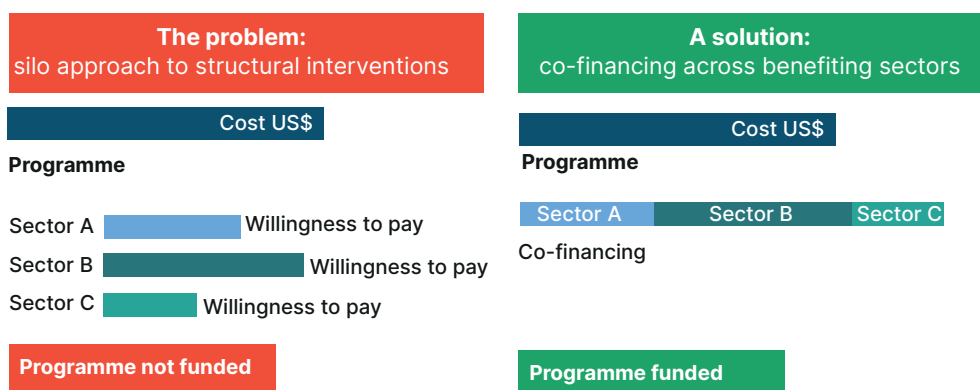 The problem:
silo approach to structural interventions
Cost US$
Programme
Sector A
Willingness to pay
Sector B
Willingness to pay
Sector C
Willingness to pay
Programme not funded
A solution:
co-financing across benefiting sectors
Cost US$
Programme
Sector A
Sector B
Sector C
Co-financing
Programme funded